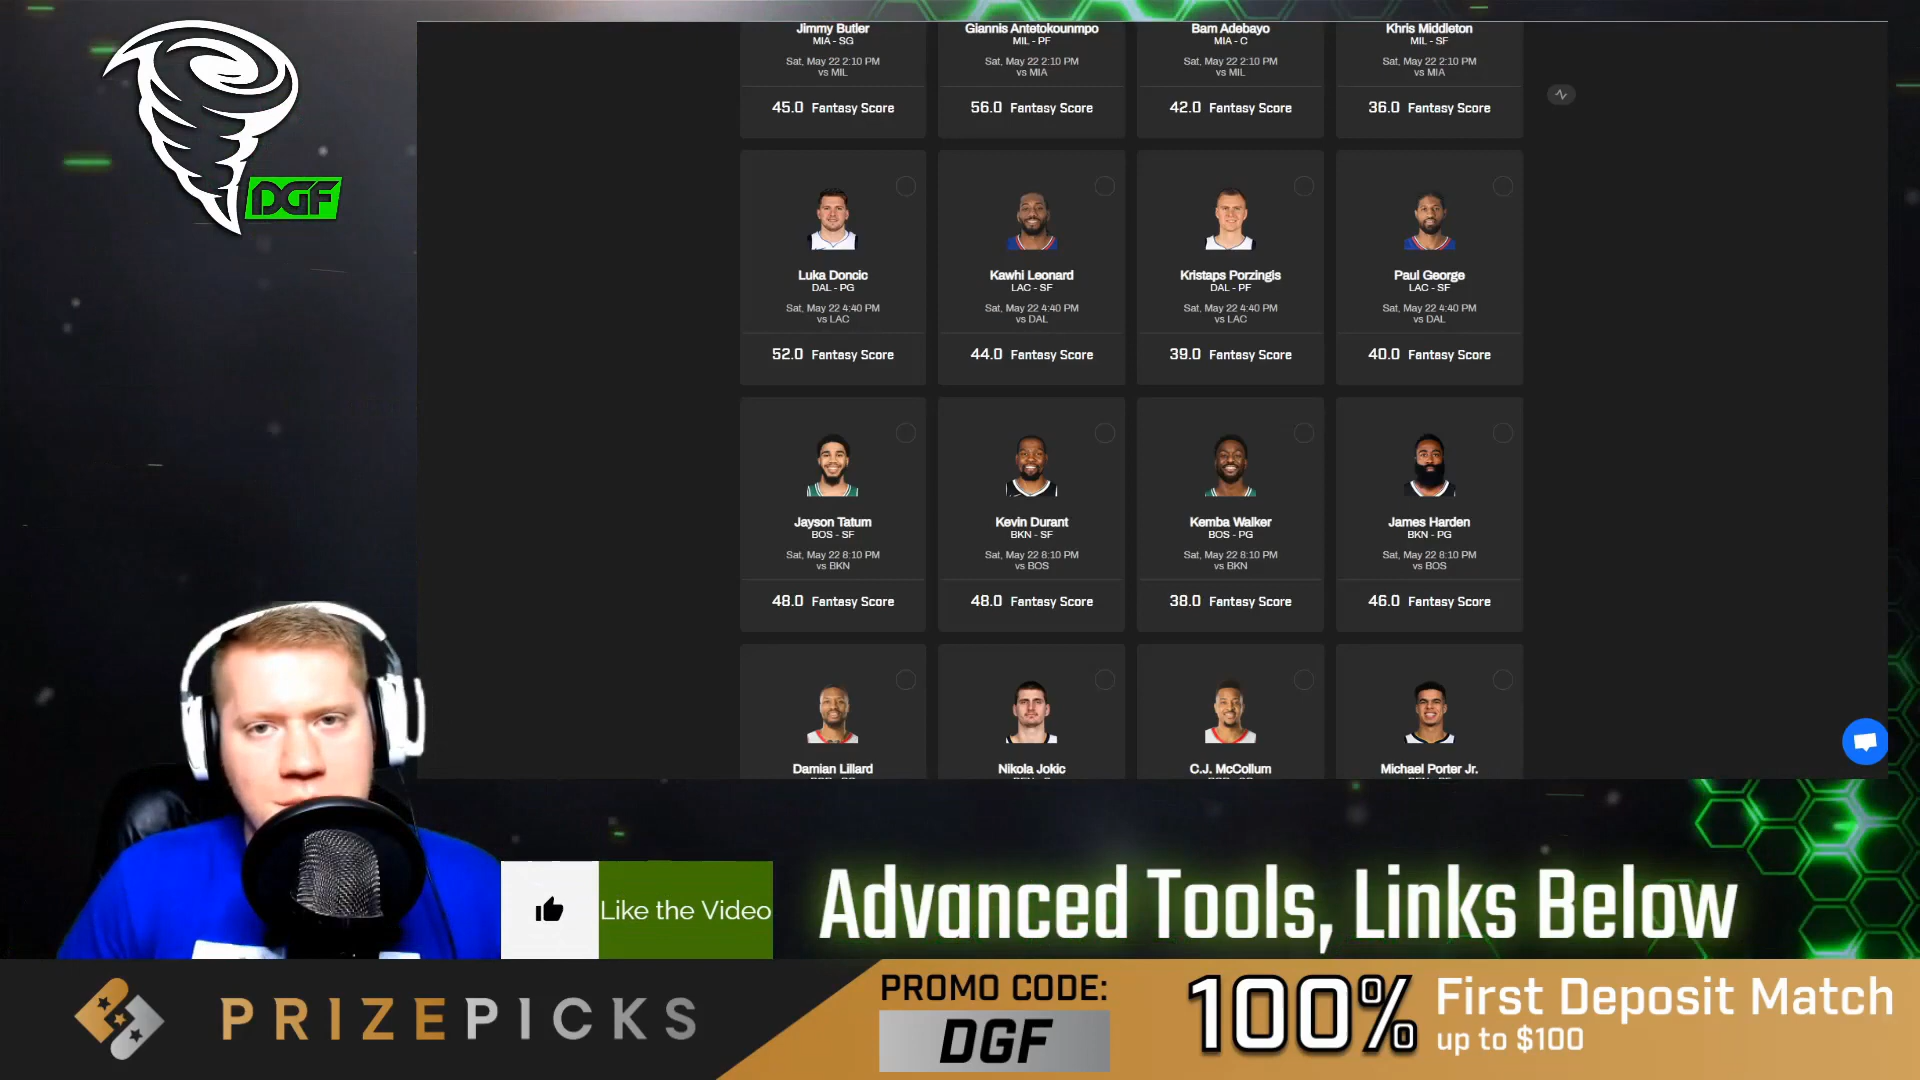 DGF
Jimmy Butler
MIA - SG
Sat, May 22 2:10 PM
vs MIL
45.0 Fantasy Score
Giannis Antetokounmpo
MIL - PF
Sat, May 22 2:10 PM
vs MIA
56.0 Fantasy Score
Bam Adebayo
MIA - C
Sat, May 22 2:10 PM
vs MIL
42.0 Fantasy Score
Khris Middleton
MIL - SF
Sat, May 22 2:10 PM
vs MIA
36.0 Fantasy Score
Luka Doncic
DAL - PG
Sat, May 22 4:40 PM
vs LAC
52.0 Fantasy Score
Kawhi Leonard
LAC - SF
Sat, May 22 4:40 PM
vs DAL
44.0 Fantasy Score
Kristaps Porzingis
DAL - PF
Sat, May 22 4:40 PM
vs LAC
39.0 Fantasy Score
Paul George
LAC - SF
Sat, May 22 4:40 PM
vs DAL
40.0 Fantasy Score
Jayson Tatum
BOS - SF
Sat, May 22 8:10 PM
vs BKN
48.0 Fantasy Score
Kevin Durant
BKN - SF
Sat, May 22 8:10 PM
vs BOS
48.0 Fantasy Score
Kemba Walker
BOS - PG
Sat, May 22 8:10 PM
vs BKN
38.0 Fantasy Score
James Harden
BKN - PG
Sat, May 22 8:10 PM
vs BOS
46.0 Fantasy Score
Damian Lillard
Nikola Jokic
C.J. McCollum
Michael Porter Jr.
Like the Video
Advanced Tools, Links Below
PRIZEPICKS
PROMO CODE:
DGF
100%
First Deposit Match
up to $100